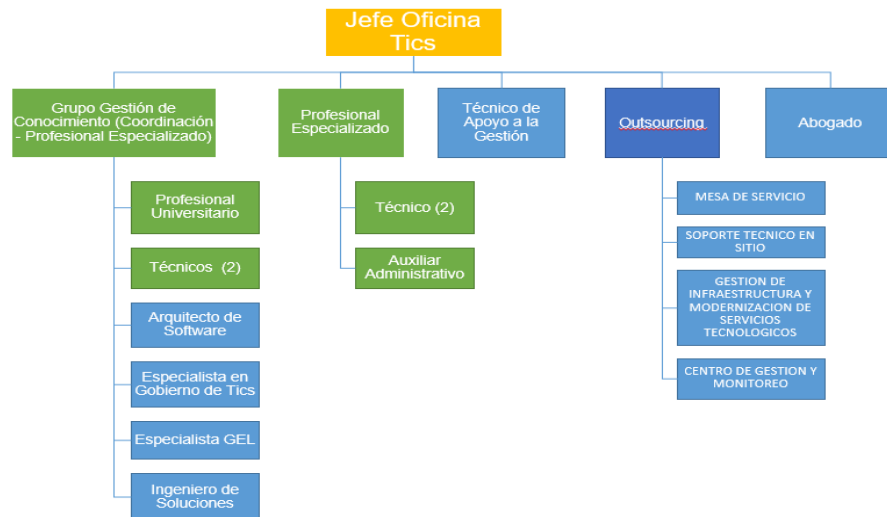 Jefe Oficina
Tics
Grupo Gestión de
Conocimiento (Coordinación
- Profesional Especializado)
Profesional
Especializado
Técnico de
Apoyo a la
Gestión
Outsourcing
Abogado
Profesional
Universitario
Técnicos (2)
Arquitecto de
Software
Especialista en
Gobierno de Tics
Especialista GEL
Ingeniero de
Soluciones
Técnico (2)
Auxiliar
Administrativo
MESA DE SERVICIO
SOPORTE TECNICO EN
SITIO
GESTION DE
INFRAESTRUCTURA Y
MODERNIZACION DE
SERVICIOS
TECNOLOGICOS
CENTRO DE GESTION Y
MONITOREO